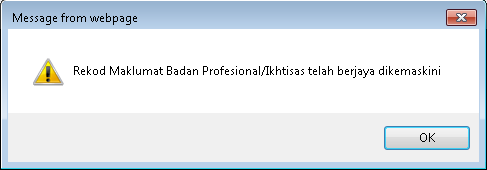 Message from webpage
Rekod Maklumat Badan Profesional/Ikhtisas telah berjaya dikemaskini
OK